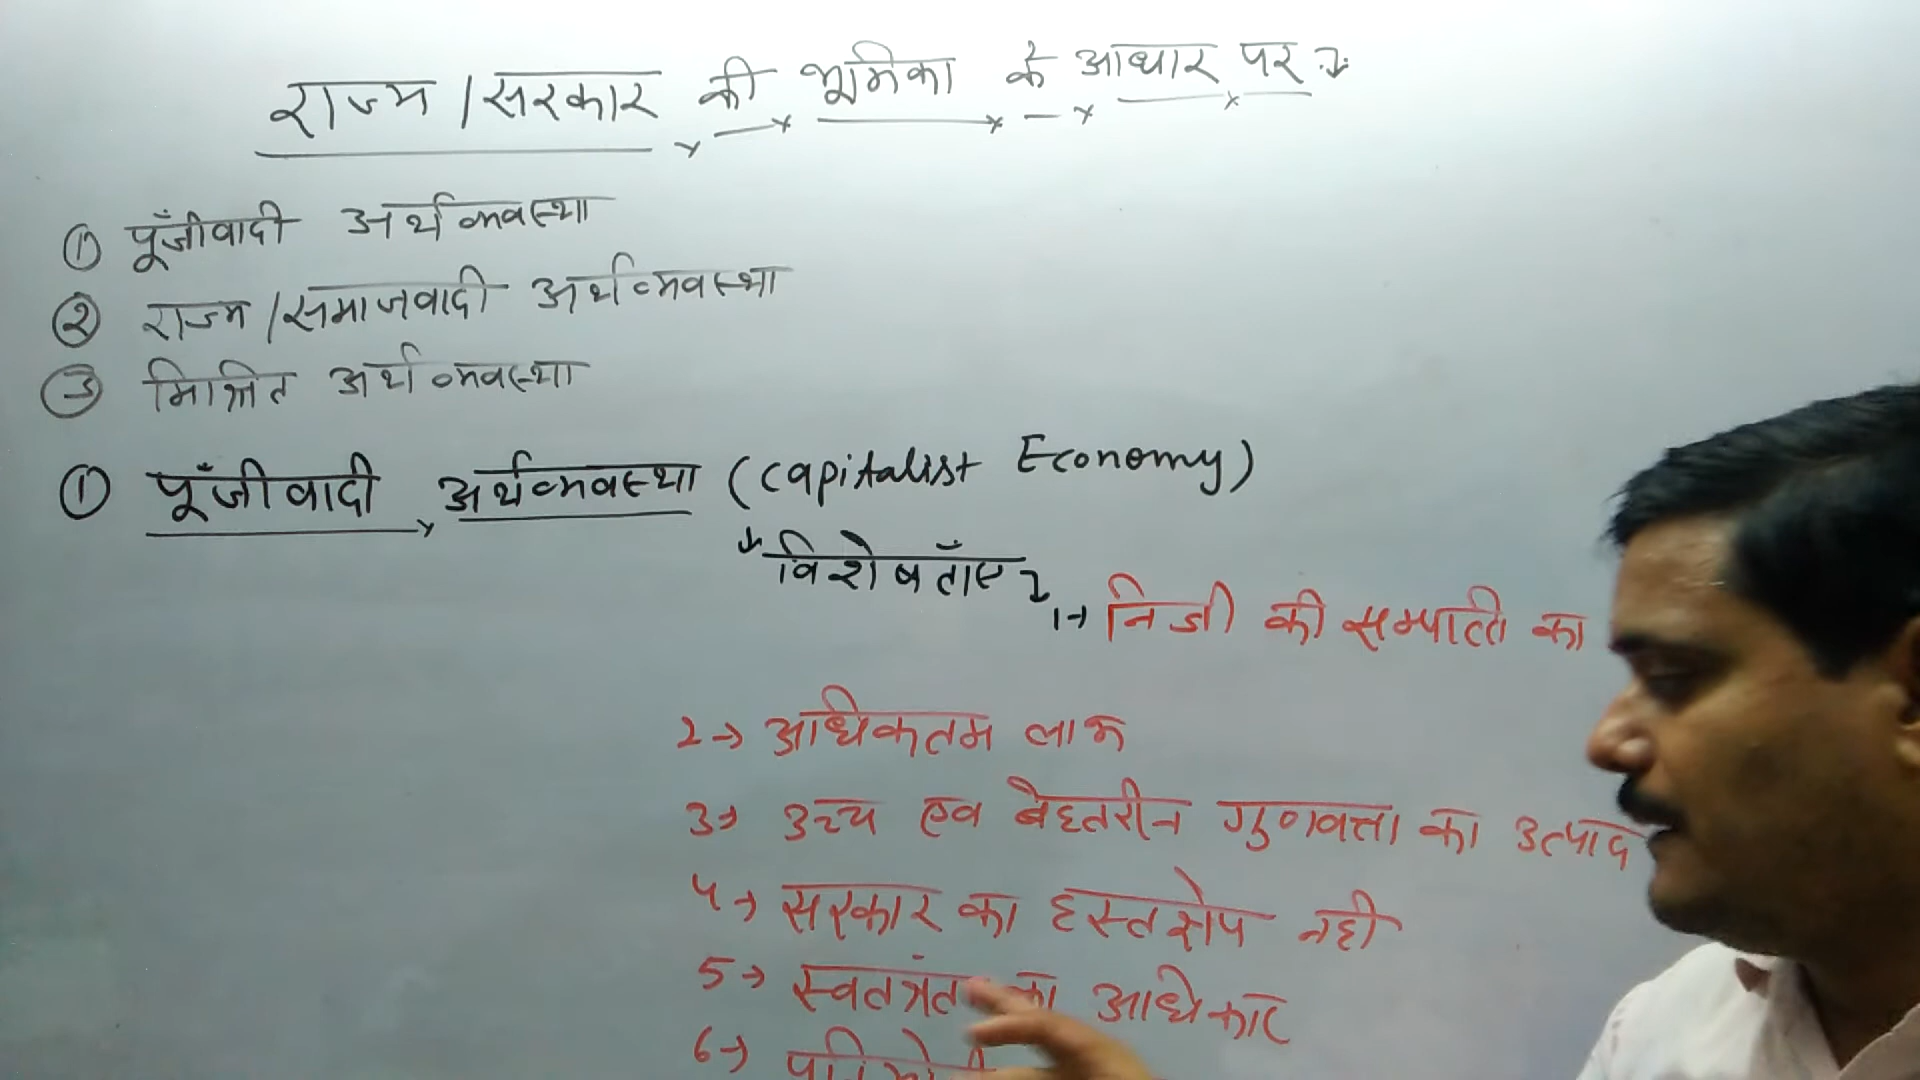 राज्य / सरकार की भूमिका के आधार पर
① पूँजीवादी अर्थव्यवस्था
② राज्य / समाजवादी अर्थव्यवस्था
③ मिश्रित अर्थव्यवस्था
① पूँजीवादी अर्थव्यवस्था (Capitalist Economy)
विशेषताँए
1→ निजी की सम्पत्ति का
2→ अधिकतम लाभ
3→ उच्च एव बेहतरीन गुणवत्ता का उत्पाद
4→ सरकार का हस्तक्षेप नही
5→ का अधिकार
6→